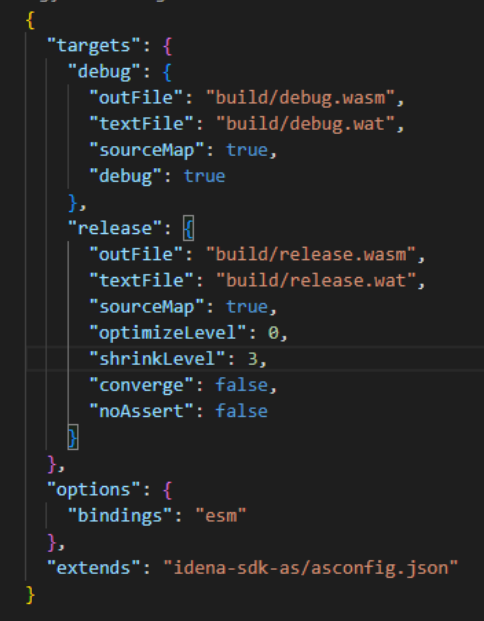 {
  "targets": {
    "debug": {
      "outFile": "build/debug.wasm",
      "textFile": "build/debug.wat",
      "sourceMap": true,
      "debug": true
    },
    "release": {
      "outFile": "build/release.wasm",
      "textFile": "build/release.wat",
      "sourceMap": true,
      "optimizeLevel": 0,
      "shrinkLevel": 3,
      "converge": false,
      "noAssert": false
    }
  },
  "options": {
    "bindings": "esm"
  },
  "extends": "idena-sdk-as/asconfig.json"
}